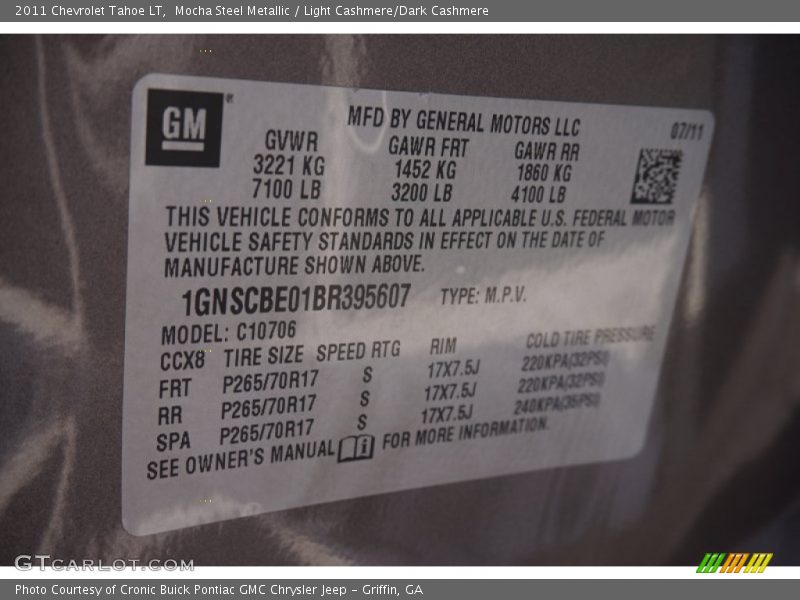 2011 Chevrolet Tahoe LT, Mocha Steel Metallic / Light Cashmere/Dark Cashmere
GM
MFD BY GENERAL MOTORS LLC 07/11
GVWR GAWR FRT GAWR RR
3221 KG 1452 KG 1860 KG
7100 LB 3200 LB 4100 LB
THIS VEHICLE CONFORMS TO ALL APPLICABLE U.S. FEDERAL MOTOR
VEHICLE SAFETY STANDARDS IN EFFECT ON THE DATE OF
MANUFACTURE SHOWN ABOVE.
1GNSCBE01BR395607 TYPE: M.P.V.
MODEL: C10706
CCX8 TIRE SIZE SPEED RTG RIM COLD TIRE PRESSURE
FRT P265/70R17 S 17X7.5J 220KPA(32PSI)
RR P265/70R17 S 17X7.5J 220KPA(32PSI)
SPA P265/70R17 S 17X7.5J 240KPA(35PSI)
SEE OWNER'S MANUAL i FOR MORE INFORMATION.
GTCARLOT.COM
Photo Courtesy of Cronic Buick Pontiac GMC Chrysler Jeep - Griffin, GA